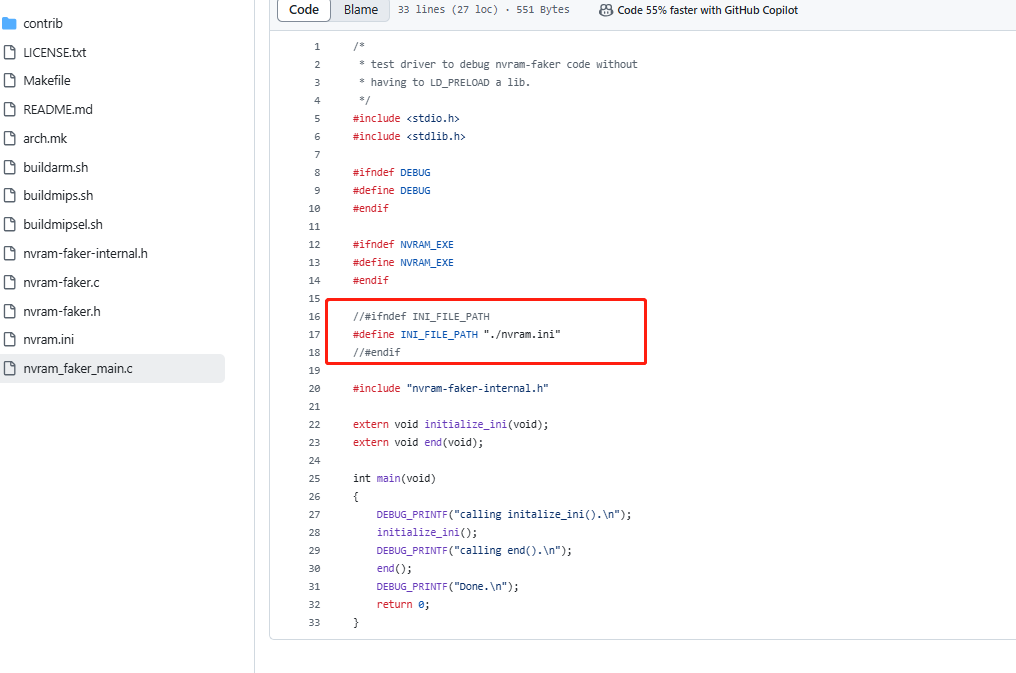 contrib
LICENSE.txt
Makefile
README.md
arch.mk
buildarm.sh
buildmips.sh
buildmipsel.sh
nvram-faker-internal.h
nvram-faker.c
nvram-faker.h
nvram.ini
nvram_faker_main.c
Code Blame 33 lines (27 loc) · 551 Bytes Code 55% faster with GitHub Copilot
1 /*
2  * test driver to debug nvram-faker code without
3  * having to LD_PRELOAD a lib.
4  */
5 #include <stdio.h>
6 #include <stdlib.h>
7
8 #ifndef DEBUG
9 #define DEBUG
10 #endif
11
12 #ifndef NVRAM_EXE
13 #define NVRAM_EXE
14 #endif
15
16 //#ifndef INI_FILE_PATH
17 #define INI_FILE_PATH "./nvram.ini"
18 //#endif
19
20 #include "nvram-faker-internal.h"
21
22 extern void initialize_ini(void);
23 extern void end(void);
24
25 int main(void)
26 {
27     DEBUG_PRINTF("calling initalize_ini().\n");
28     initialize_ini();
29     DEBUG_PRINTF("calling end().\n");
30     end();
31     DEBUG_PRINTF("Done.\n");
32     return 0;
33 }